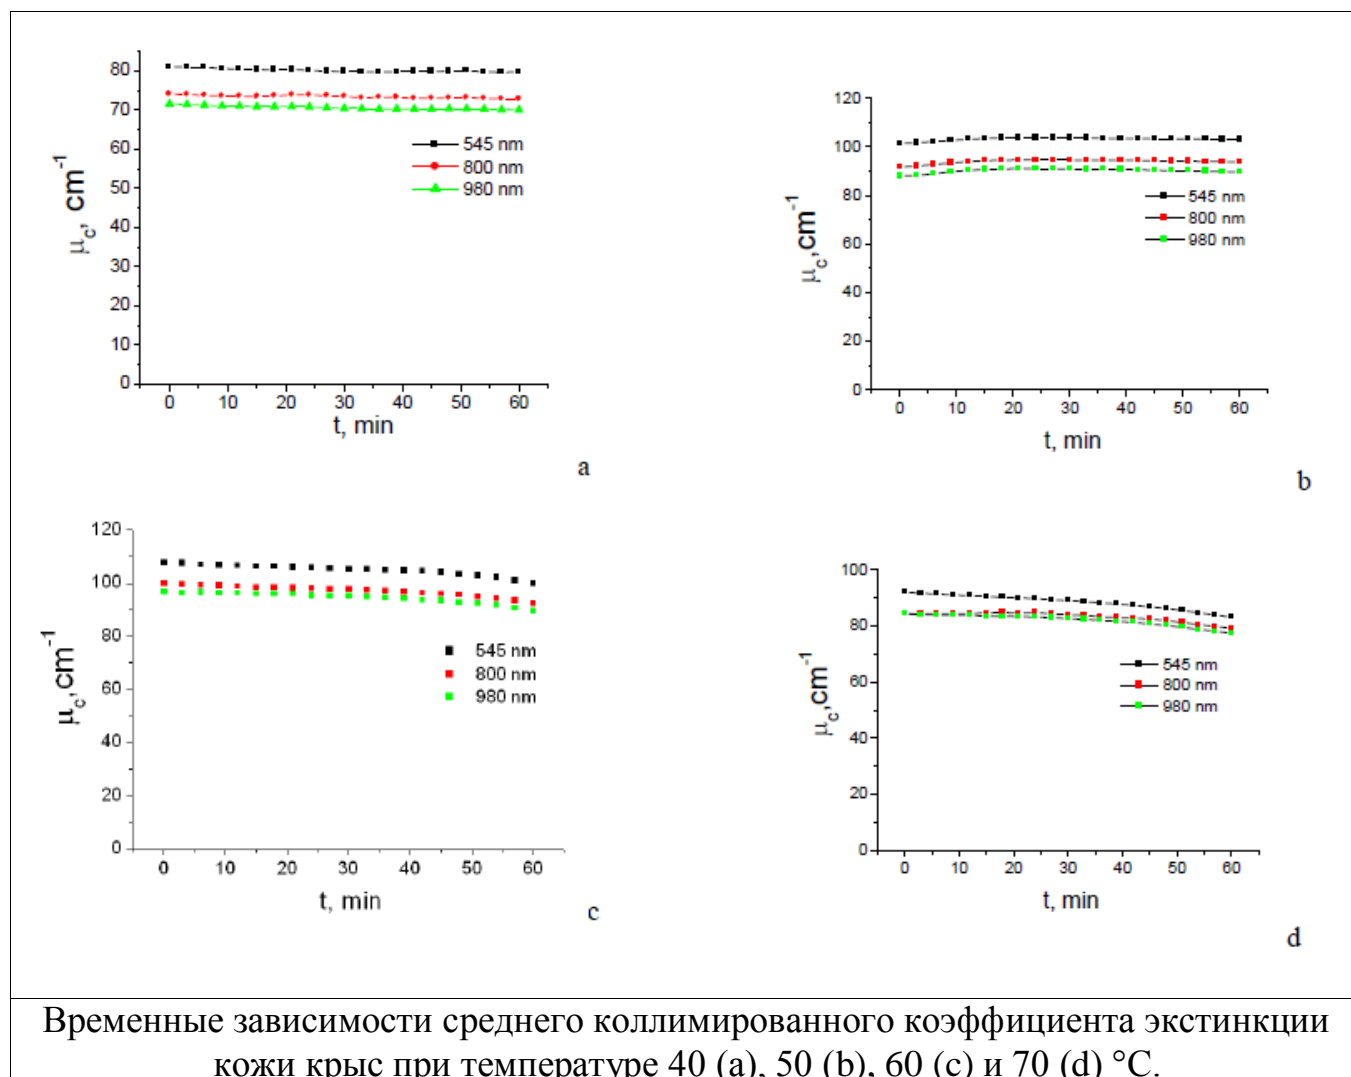 80
70
60
50
40
30
20
10
0
μc, cm-1
545 nm
800 nm
980 nm
0 10 20 30 40 50 60
t, min
a
120
100
80
60
40
20
0
μc,cm-1
545 nm
800 nm
980 nm
0 10 20 30 40 50 60
t, min
b
120
100
80
60
40
20
0
μc,cm-1
545 nm
800 nm
980 nm
0 10 20 30 40 50 60
t, min
c
100
80
60
40
20
0
μc,cm-1
545 nm
800 nm
980 nm
0 10 20 30 40 50 60
t, min
d
Временные зависимости среднего коллимированного коэффициента экстинкции
кожи крыс при температуре 40 (a), 50 (b), 60 (c) и 70 (d) °C.